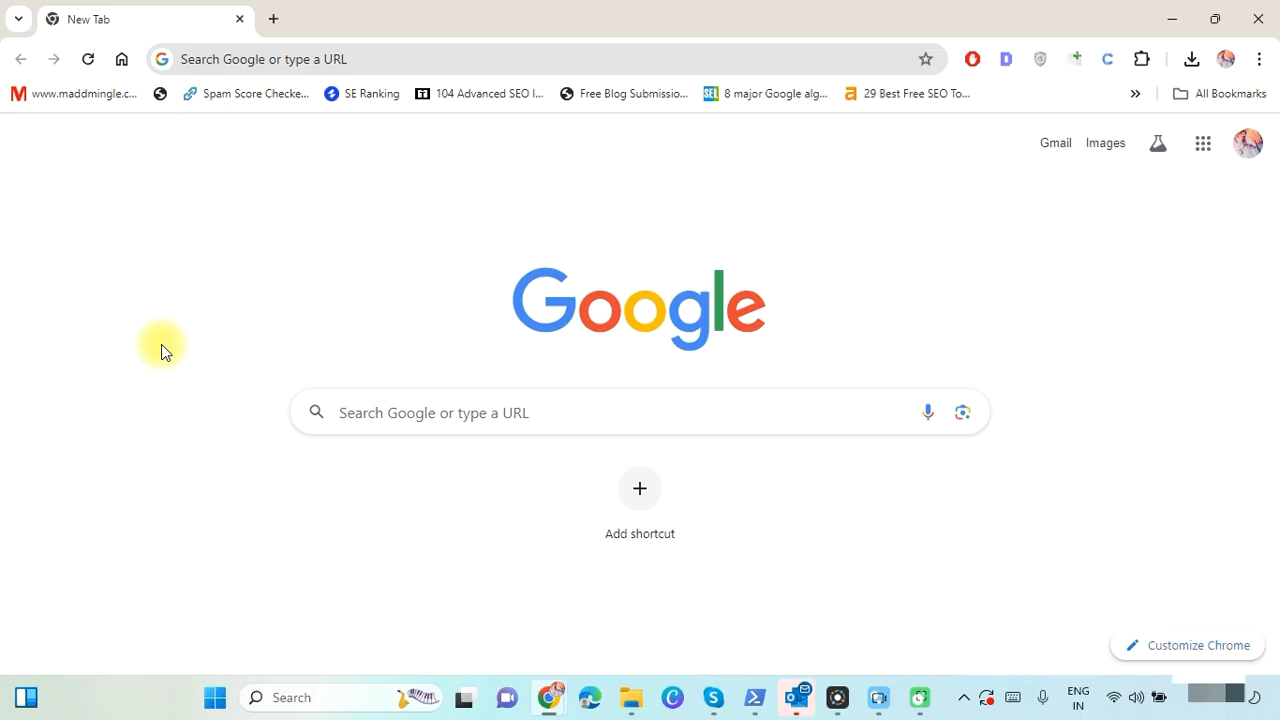 New Tab
Search Google or type a URL
www.maddmingle.c...
Spam Score Checke...
SE Ranking
104 Advanced SEO l...
Free Blog Submissio...
8 major Google alg...
29 Best Free SEO To...
All Bookmarks
Gmail Images
Google
Search Google or type a URL
Add shortcut
Customize Chrome
Search
ENG
IN